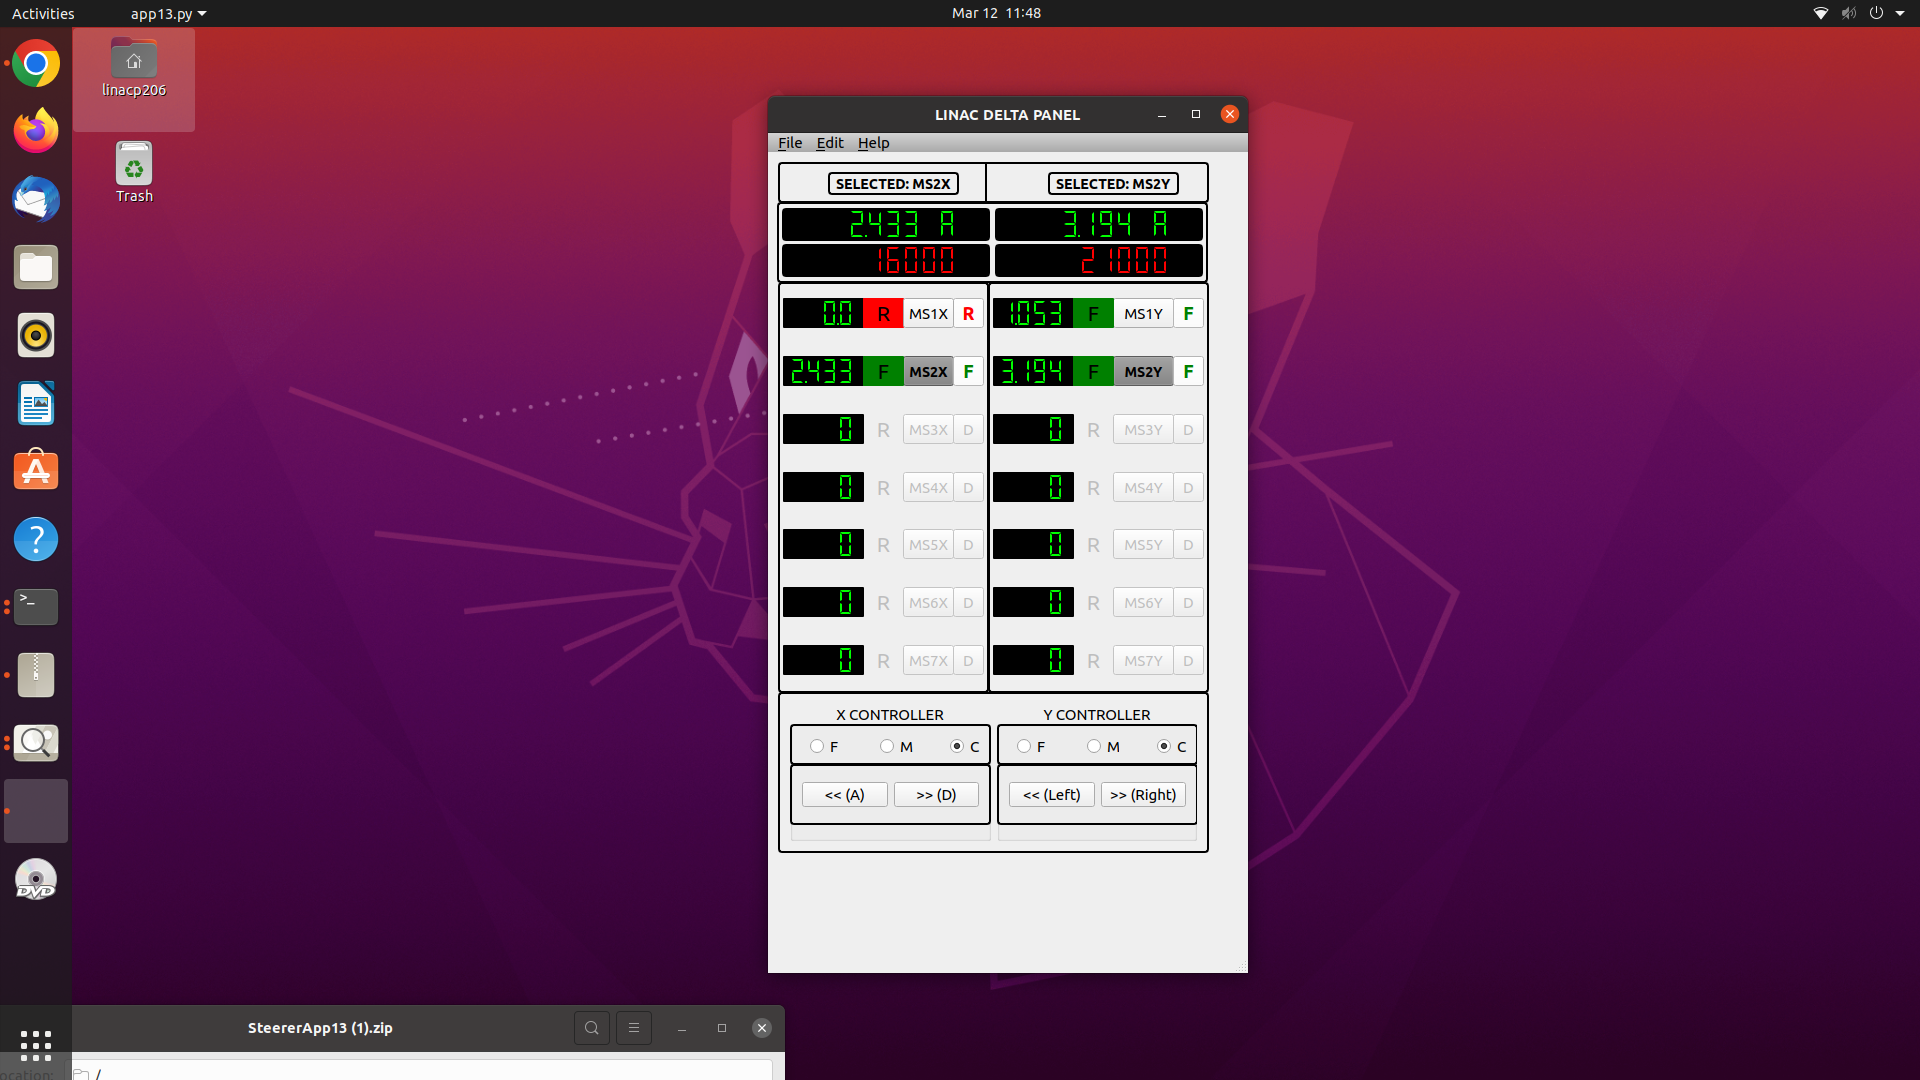 Activities app13.py Mar 12 11:48
linacp206
Trash
LINAC DELTA PANEL
File Edit Help
SELECTED: MS2X SELECTED: MS2Y
2.433 A 3.194 A
16000 21000
0.0 R MS1X R 1.053 F MS1Y F
2.433 F MS2X F 3.194 F MS2Y F
0 R MS3X D 0 R MS3Y D
0 R MS4X D 0 R MS4Y D
0 R MS5X D 0 R MS5Y D
0 R MS6X D 0 R MS6Y D
0 R MS7X D 0 R MS7Y D
X CONTROLLER Y CONTROLLER
F M C F M C
<< (A) >> (D) << (Left) >> (Right)
DVD
SteererApp13 (1).zip
ocation: /